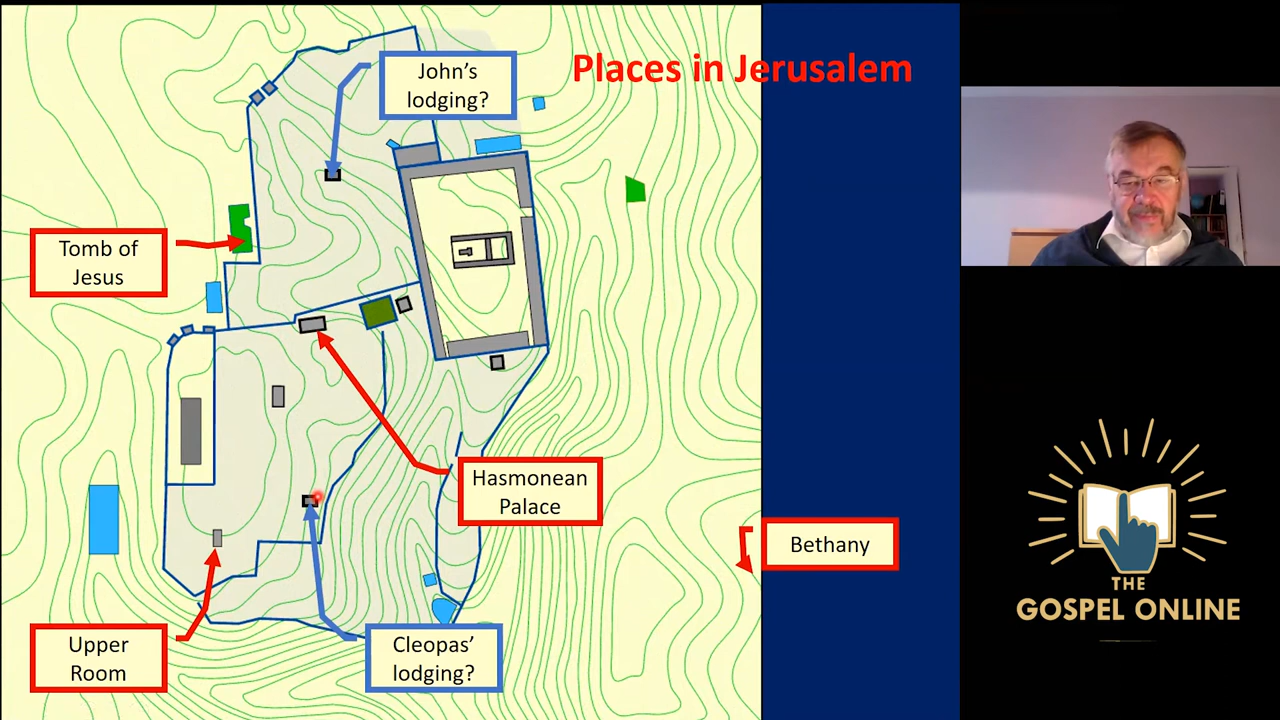 Places in Jerusalem
John's
lodging?
Tomb of
Jesus
Hasmonean
Palace
Bethany
Upper
Room
Cleopas'
lodging?
THE
GOSPEL ONLINE